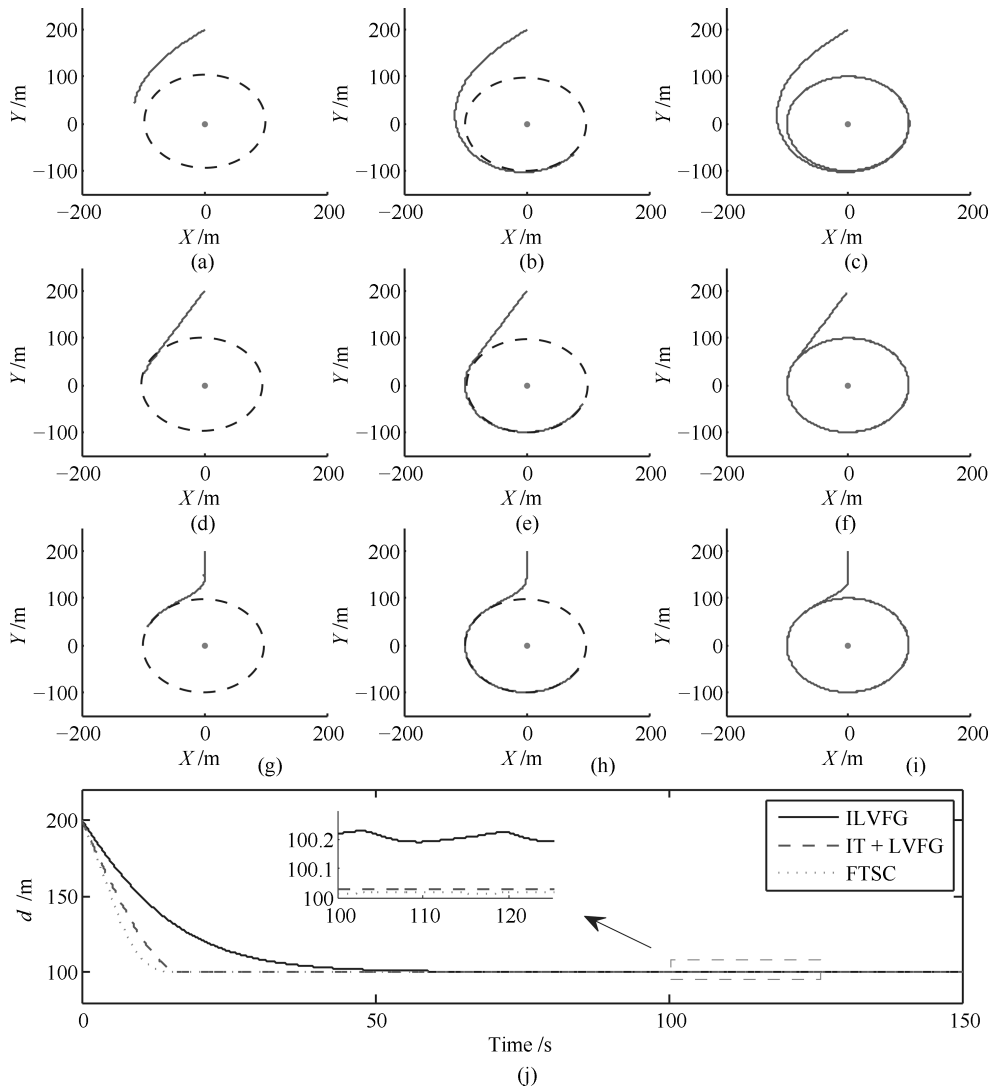 200
200
200
100
100
100
Y /m
Y /m
Y /m
0
0
0
−100
−100
−100
−200 0 200
−200 0 200
−200 0 200
X /m
X /m
X /m
(a)
(b)
(c)
200
200
200
100
100
100
Y /m
Y /m
Y /m
0
0
0
−100
−100
−100
−200 0 200
−200 0 200
−200 0 200
X /m
X /m
X /m
(d)
(e)
(f)
200
200
200
100
100
100
Y /m
Y /m
Y /m
0
0
0
−100
−100
−100
−200 0 200
−200 0 200
−200 0 200
X /m
X /m
X /m
(g)
(h)
(i)
200
150
100
d /m
100.2
100.1
100
100 110 120
ILVFG
IT + LVFG
FTSC
0 50 100 150
Time /s
(j)